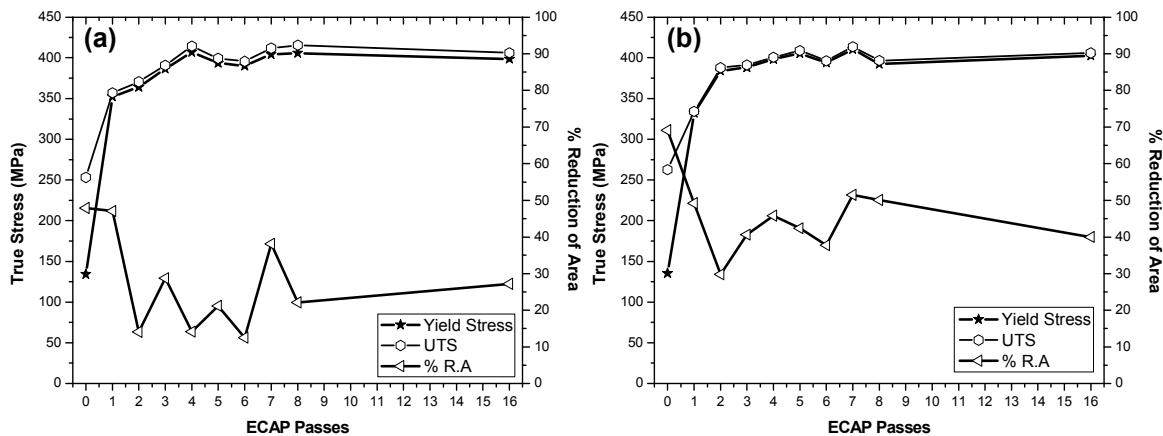 (a)
True Stress (MPa)
450
400
350
300
250
200
150
100
50
0
100
90
80
70
60
50
40
30
20
10
0
% Reduction of Area
Yield Stress
UTS
% R.A
0 1 2 3 4 5 6 7 8 9 10 11 12 13 14 15 16
ECAP Passes
(b)
True Stress (MPa)
450
400
350
300
250
200
150
100
50
0
100
90
80
70
60
50
40
30
20
10
0
% Reduction of Area
Yield Stress
UTS
% R.A
0 1 2 3 4 5 6 7 8 9 10 11 12 13 14 15 16
ECAP Passes